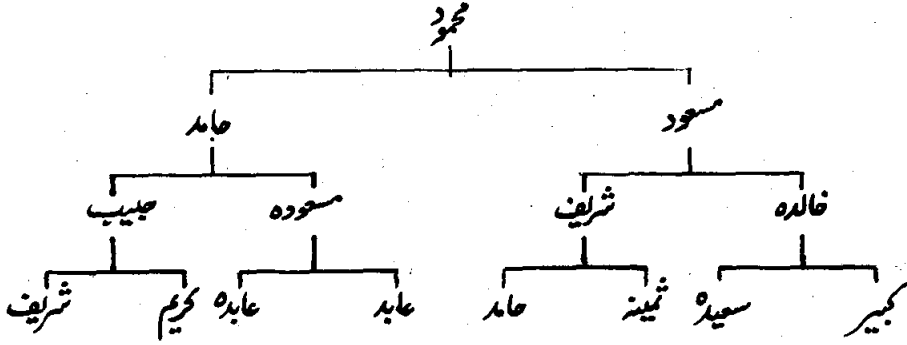 محمود
مسعود حامد
خالدہ شریف مسعودہ حبیب
کبیر سعیدہ ثمینہ حامد عابد عابدہ کریم شریف